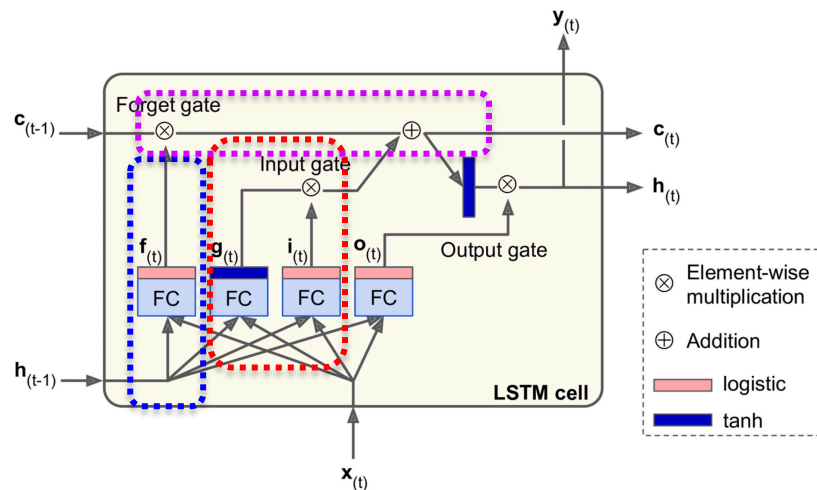 y(t)
Forget gate
c(t-1)
c(t)
Input gate
h(t)
f(t)
g(t)
i(t)
o(t)
Output gate
FC
FC
FC
FC
h(t-1)
LSTM cell
x(t)
Element-wise
multiplication
Addition
logistic
tanh